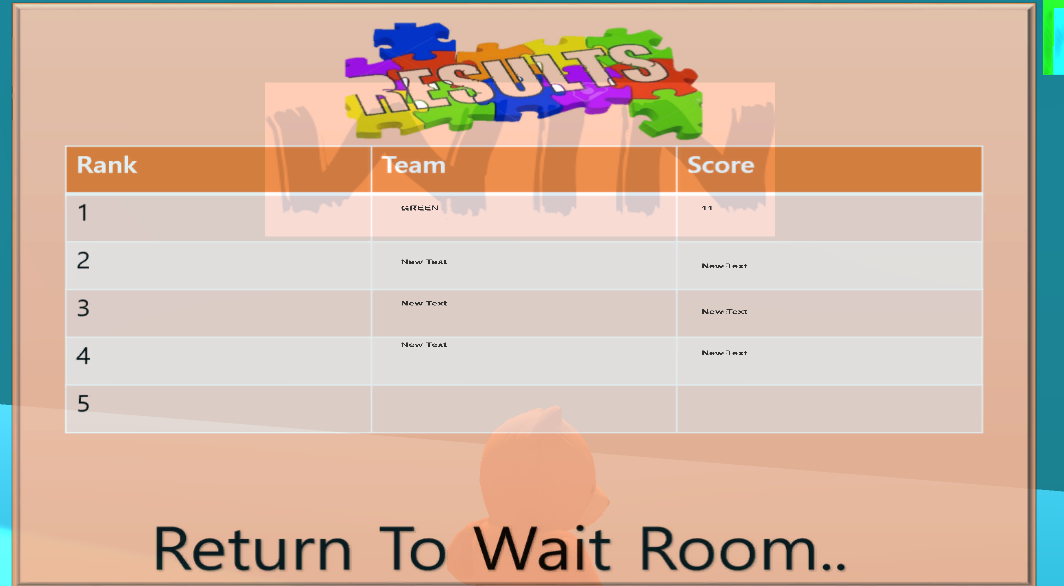 RESULTS
WIN
Rank Team Score
1 GREEN 11
2 New Text New Text
3 New Text New Text
4 New Text New Text
5
Return To Wait Room..